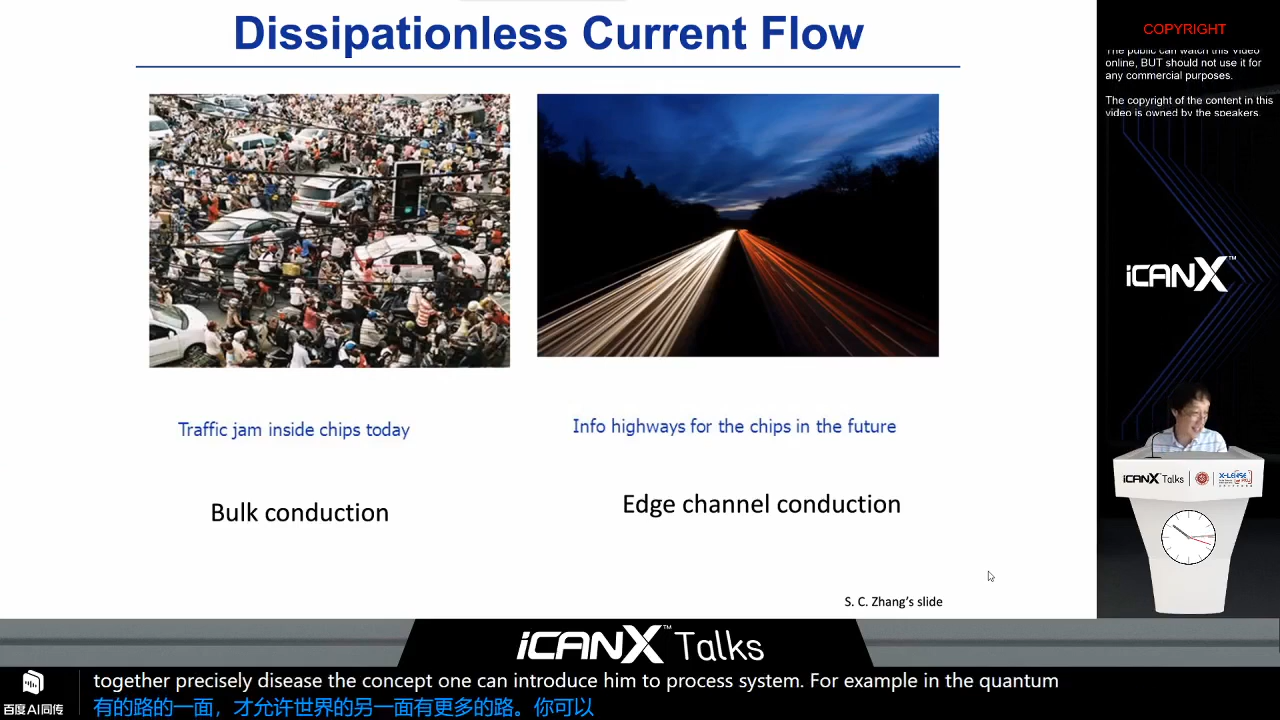 Dissipationless Current Flow
Traffic jam inside chips today
Info highways for the chips in the future
Bulk conduction
Edge channel conduction
S. C. Zhang's slide
COPYRIGHT
The public can watch this video
online, BUT should not use it for
any commercial purposes.
The copyright of the content in this
video is owned by the speakers.
iCANX™
iCANX Talks
X-LENSE
iCANX™ Talks
百度AI同传
together precisely disease the concept one can introduce him to process system. For example in the quantum
有的路的一面，才允许世界的另一面有更多的路。你可以